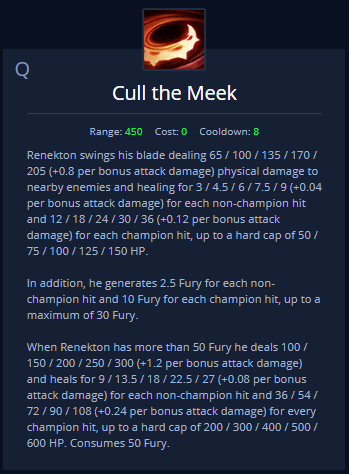 Q
Cull the Meek
Range: 450 Cost: 0 Cooldown: 8
Renekton swings his blade dealing 65 / 100 / 135 / 170 /
205 (+0.8 per bonus attack damage) physical damage to
nearby enemies and healing for 3 / 4.5 / 6 / 7.5 / 9 (+0.04
per bonus attack damage) for each non-champion hit
and 12 / 18 / 24 / 30 / 36 (+0.12 per bonus attack
damage) for each champion hit, up to a hard cap of 50 /
75 / 100 / 125 / 150 HP.
In addition, he generates 2.5 Fury for each non-
champion hit and 10 Fury for each champion hit, up to a
maximum of 30 Fury.
When Renekton has more than 50 Fury he deals 100 /
150 / 200 / 250 / 300 (+1.2 per bonus attack damage)
and heals for 9 / 13.5 / 18 / 22.5 / 27 (+0.08 per bonus
attack damage) for each non-champion hit and 36 / 54 /
72 / 90 / 108 (+0.24 per bonus attack damage) for every
champion hit, up to a hard cap of 200 / 300 / 400 / 500 /
600 HP. Consumes 50 Fury.